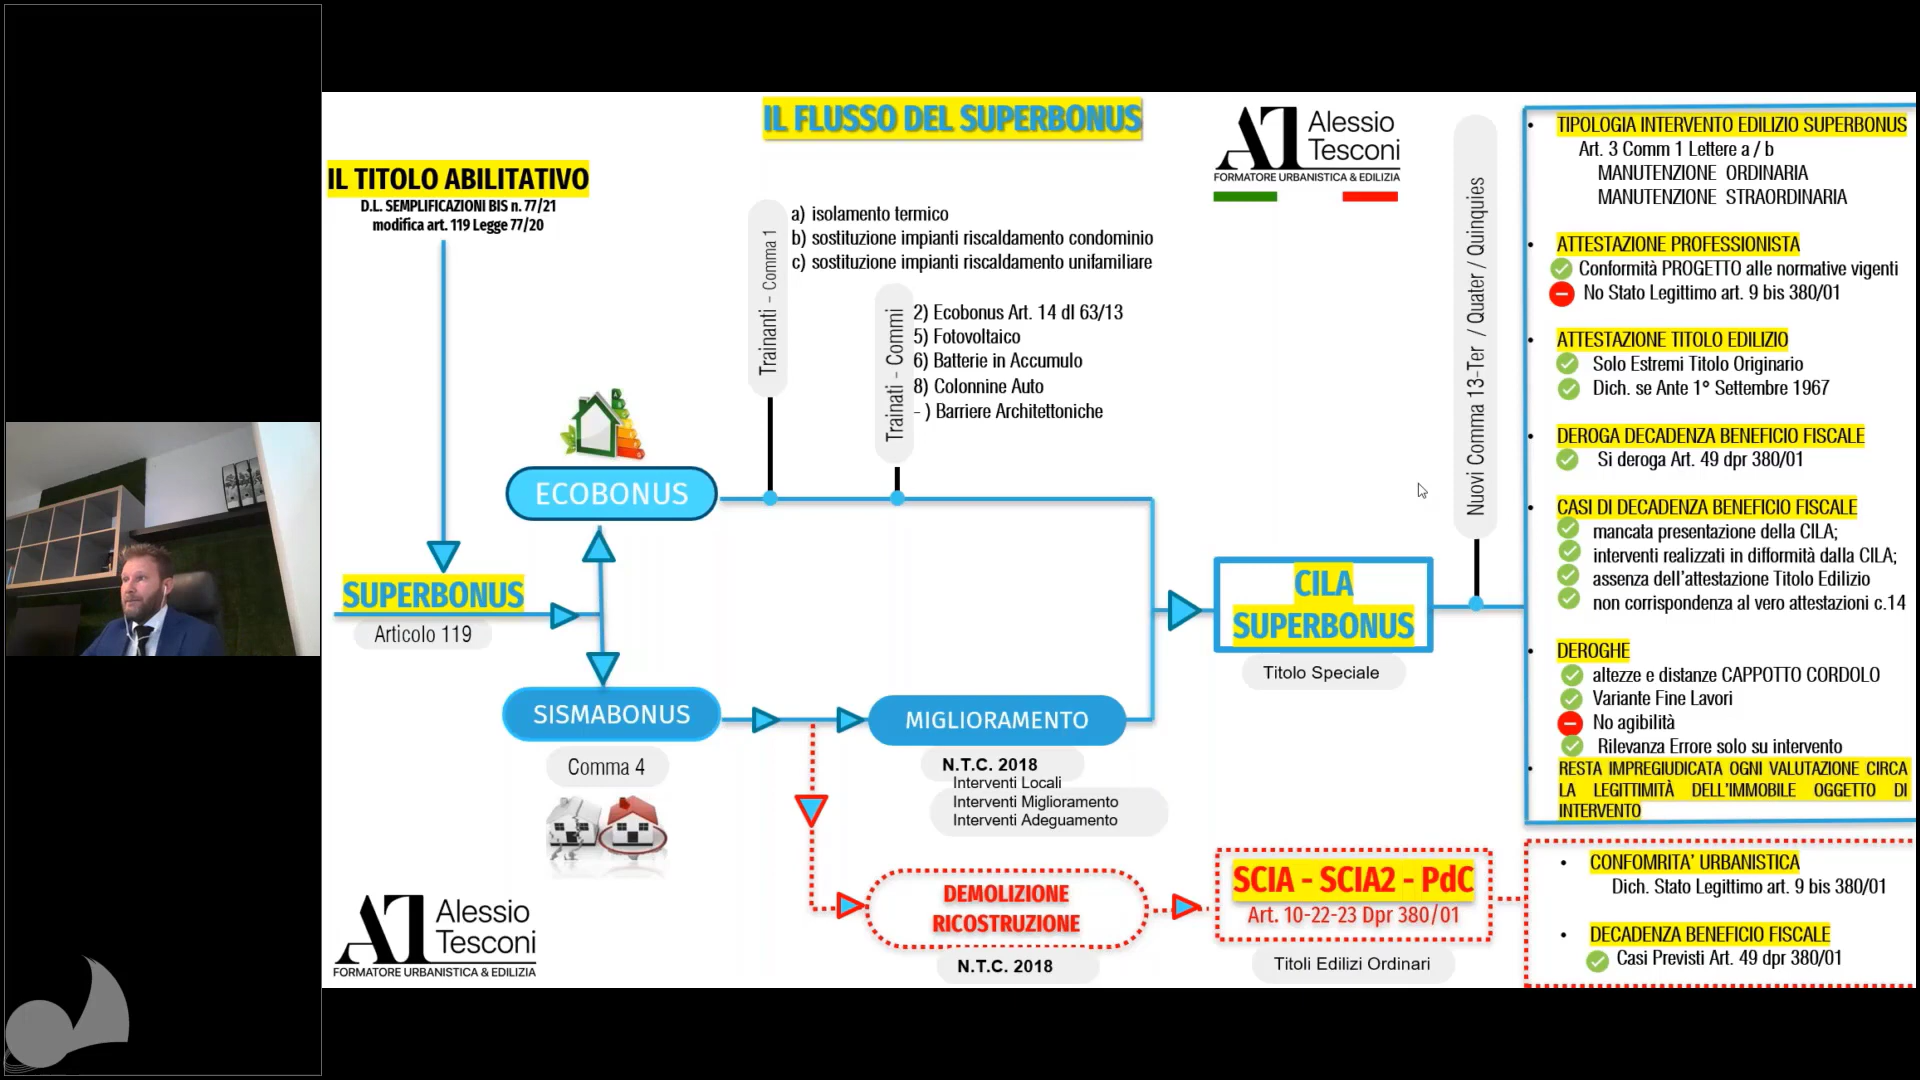 IL FLUSSO DEL SUPERBONUS
Alessio
Tesconi
FORMATORE URBANISTICA & EDILIZIA
IL TITOLO ABILITATIVO
D.L. SEMPLIFICAZIONI BIS n. 77/21
modifica art. 119 Legge 77/20
Trainanti - Comma 1
a) isolamento termico
b) sostituzione impianti riscaldamento condominio
c) sostituzione impianti riscaldamento unifamiliare
Trainati - Commi
2) Ecobonus Art. 14 dl 63/13
5) Fotovoltaico
6) Batterie in Accumulo
8) Colonnine Auto
- ) Barriere Architettoniche
ECOBONUS
SUPERBONUS
Articolo 119
SISMABONUS
Comma 4
MIGLIORAMENTO
N.T.C. 2018
Interventi Locali
Interventi Miglioramento
Interventi Adeguamento
DEMOLIZIONE
RICOSTRUZIONE
N.T.C. 2018
CILA
SUPERBONUS
Titolo Speciale
SCIA - SCIA2 - PdC
Art. 10-22-23 Dpr 380/01
Titoli Edilizi Ordinari
Nuovi Comma 13-Ter / Quater / Quinquies
• TIPOLOGIA INTERVENTO EDILIZIO SUPERBONUS
Art. 3 Comm 1 Lettere a / b
MANUTENZIONE ORDINARIA
MANUTENZIONE STRAORDINARIA
• ATTESTAZIONE PROFESSIONISTA
Conformità PROGETTO alle normative vigenti
No Stato Legittimo art. 9 bis 380/01
• ATTESTAZIONE TITOLO EDILIZIO
Solo Estremi Titolo Originario
Dich. se Ante 1° Settembre 1967
• DEROGA DECADENZA BENEFICIO FISCALE
Si deroga Art. 49 dpr 380/01
• CASI DI DECADENZA BENEFICIO FISCALE
mancata presentazione della CILA;
interventi realizzati in difformità dalla CILA;
assenza dell'attestazione Titolo Edilizio
non corrispondenza al vero attestazioni c.14
• DEROGHE
altezze e distanze CAPPOTTO CORDOLO
Variante Fine Lavori
No agibilità
Rilevanza Errore solo su intervento
• RESTA IMPREGIUDICATA OGNI VALUTAZIONE CIRCA
LA LEGITTIMITÀ DELL'IMMOBILE OGGETTO DI
INTERVENTO
• CONFOMRITA' URBANISTICA
Dich. Stato Legittimo art. 9 bis 380/01
• DECADENZA BENEFICIO FISCALE
Casi Previsti Art. 49 dpr 380/01
Alessio
Tesconi
FORMATORE URBANISTICA & EDILIZIA